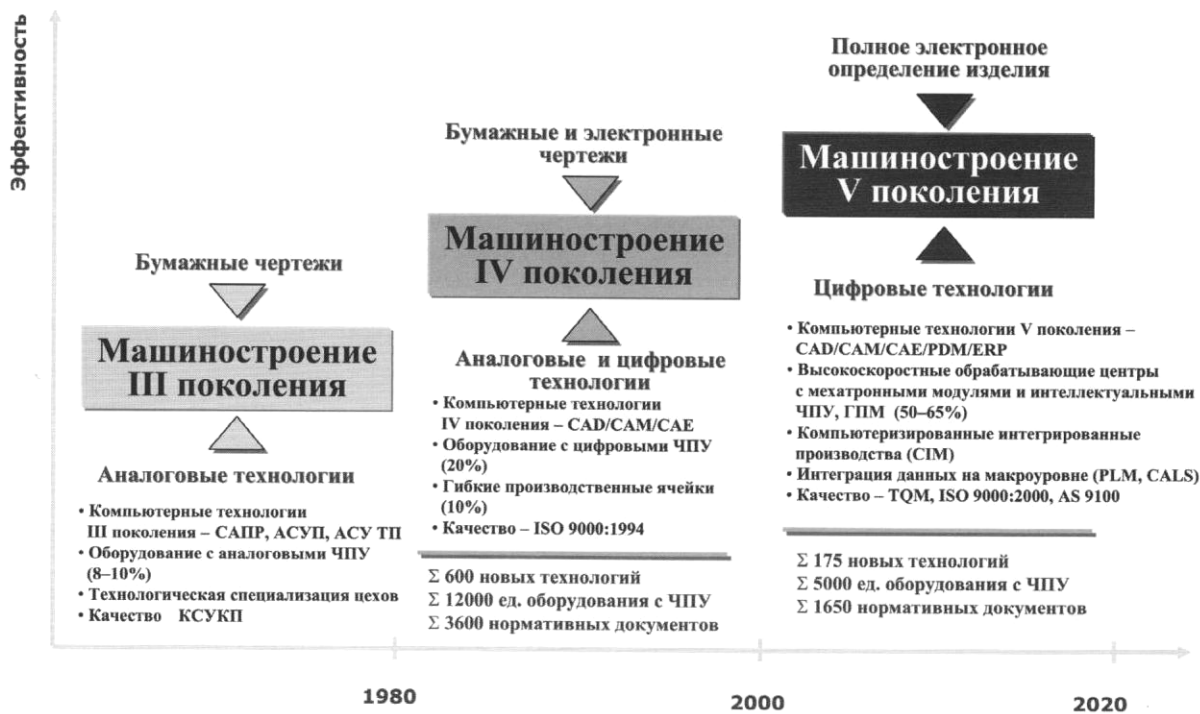 Эффективность
Бумажные чертежи
Машиностроение
III поколения
Аналоговые технологии
• Компьютерные технологии
III поколения – САПР, АСУП, АСУ ТП
• Оборудование с аналоговыми ЧПУ
(8–10%)
• Технологическая специализация цехов
• Качество КСУКП
Бумажные и электронные
чертежи
Машиностроение
IV поколения
Аналоговые и цифровые
технологии
• Компьютерные технологии
IV поколения – CAD/CAM/CAE
• Оборудование с цифровыми ЧПУ
(20%)
• Гибкие производственные ячейки
(10%)
• Качество – ISO 9000:1994
Σ 600 новых технологий
Σ 12000 ед. оборудования с ЧПУ
Σ 3600 нормативных документов
Полное электронное
определение изделия
Машиностроение
V поколения
Цифровые технологии
• Компьютерные технологии V поколения –
CAD/CAM/CAE/PDM/ERP
• Высокоскоростные обрабатывающие центры
с мехатронными модулями и интеллектуальными
ЧПУ, ГПМ (50–65%)
• Компьютеризированные интегрированные
производства (CIM)
• Интеграция данных на макроуровне (PLM, CALS)
• Качество – TQM, ISO 9000:2000, AS 9100
Σ 175 новых технологий
Σ 5000 ед. оборудования с ЧПУ
Σ 1650 нормативных документов
1980
2000
2020